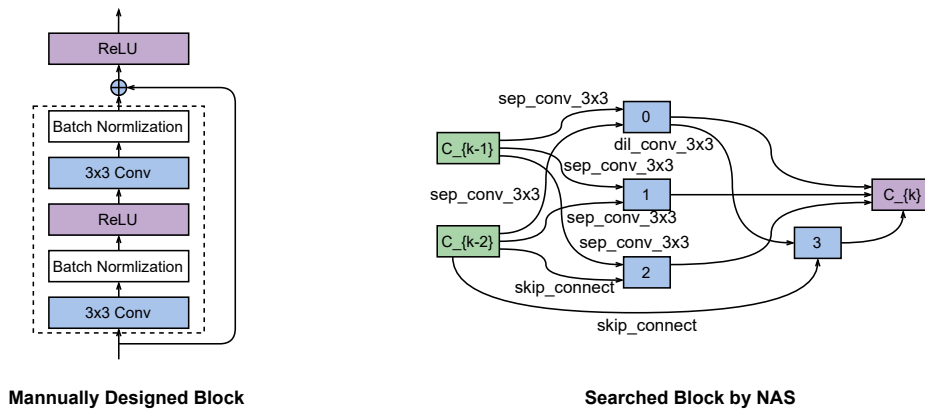 ReLU
Batch Normlization
3x3 Conv
ReLU
Batch Normlization
3x3 Conv
Mannually Designed Block
sep_conv_3x3
0
C_{k-1}
dil_conv_3x3
sep_conv_3x3
sep_conv_3x3
1
C_{k}
sep_conv_3x3
C_{k-2}
sep_conv_3x3
3
2
skip_connect
skip_connect
Searched Block by NAS